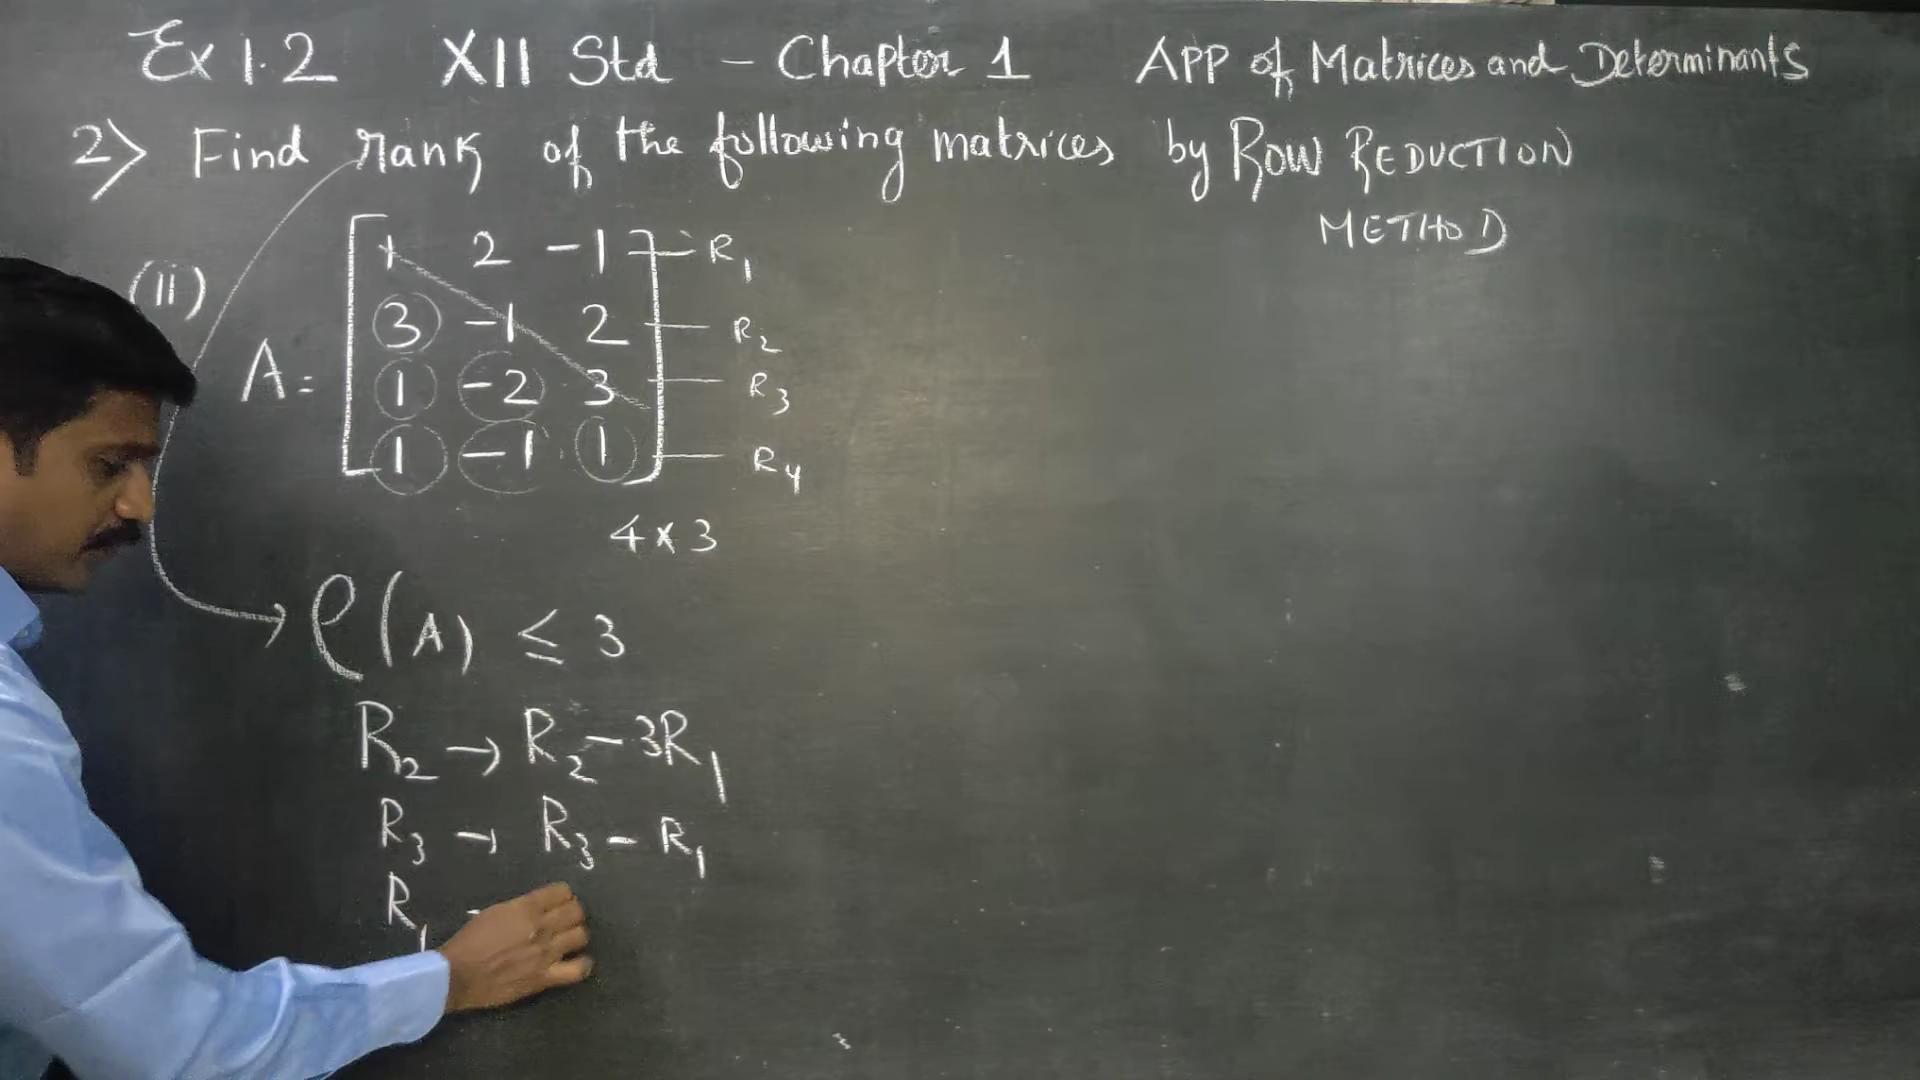 Ex 1.2 XII Std - Chapter 1 APP of Matrices and Determinants
2> Find rank of the following matrices by ROW REDUCTION
METHOD
(ii)
A = [ 1 2 -1 ] — R1
3 -1 2 — R2
1 -2 3 — R3
1 -1 1 — R4
4 × 3
→ ρ(A) ≤ 3
R2 → R2 - 3R1
R3 → R3 - R1
R